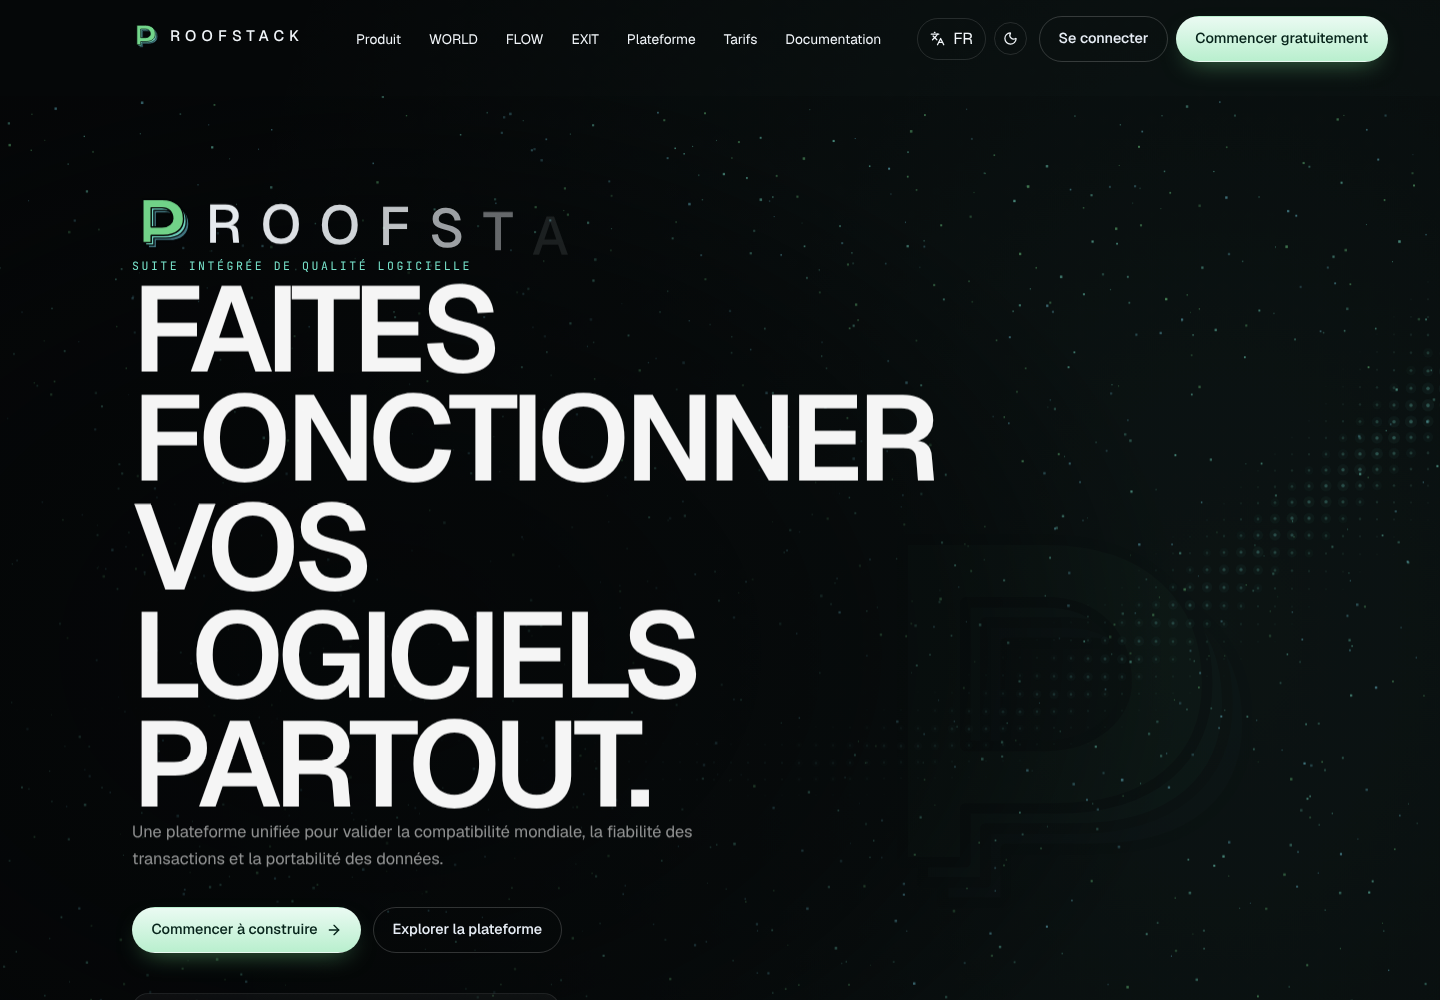 PROOFSTACK
Produit
WORLD
FLOW
EXIT
Plateforme
Tarifs
Documentation
FR
Se connecter
Commencer gratuitement
PROOFSTA
SUITE INTÉGRÉE DE QUALITÉ LOGICIELLE
FAITES
FONCTIONNER
VOS
LOGICIELS
PARTOUT.
Une plateforme unifiée pour valider la compatibilité mondiale, la fiabilité des
transactions et la portabilité des données.
Commencer à construire →
Explorer la plateforme